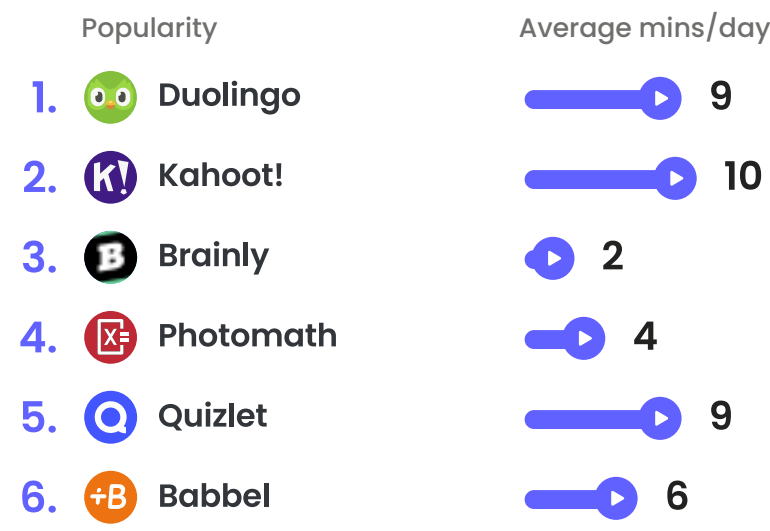 Popularity Average mins/day
1. Duolingo 9
2. K! Kahoot! 10
3. B Brainly 2
4. X= Photomath 4
5. Quizlet 9
6. +B Babbel 6